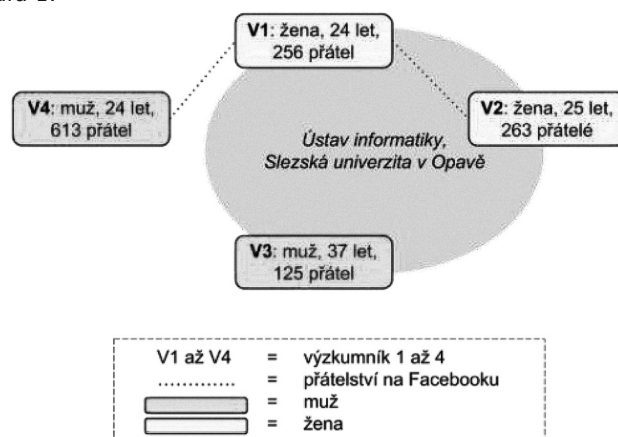 V1: žena, 24 let,
256 přátel
V4: muž, 24 let,
613 přátel
V2: žena, 25 let,
263 přátelé
Ústav informatiky,
Slezská univerzita v Opavě
V3: muž, 37 let,
125 přátel
V1 až V4 = výzkumník 1 až 4
............. = přátelství na Facebooku
= muž
= žena